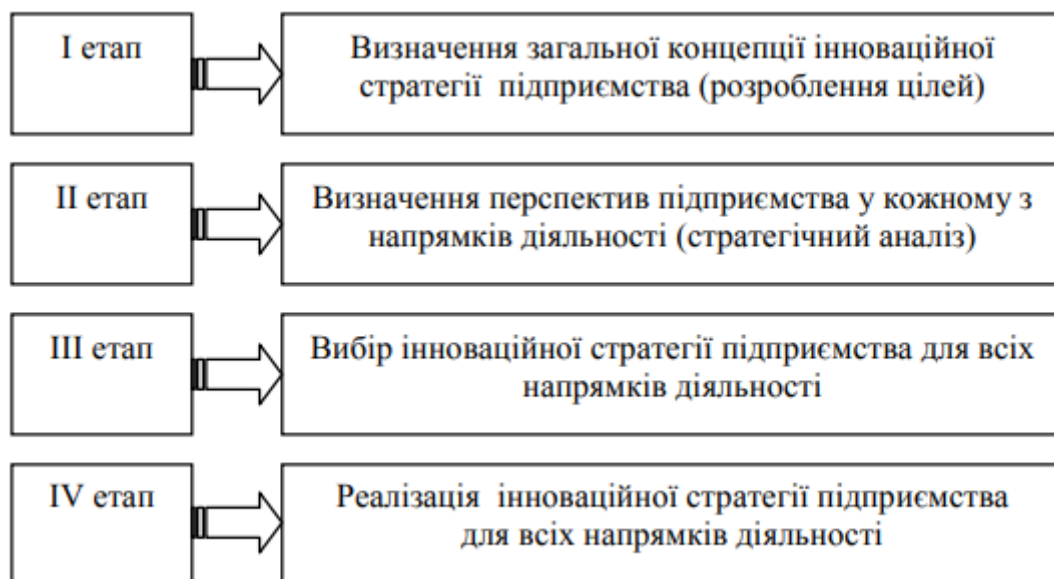 I етап
Визначення загальної концепції інноваційної
стратегії підприємства (розроблення цілей)
II етап
Визначення перспектив підприємства у кожному з
напрямків діяльності (стратегічний аналіз)
III етап
Вибір інноваційної стратегії підприємства для всіх
напрямків діяльності
IV етап
Реалізація інноваційної стратегії підприємства
для всіх напрямків діяльності